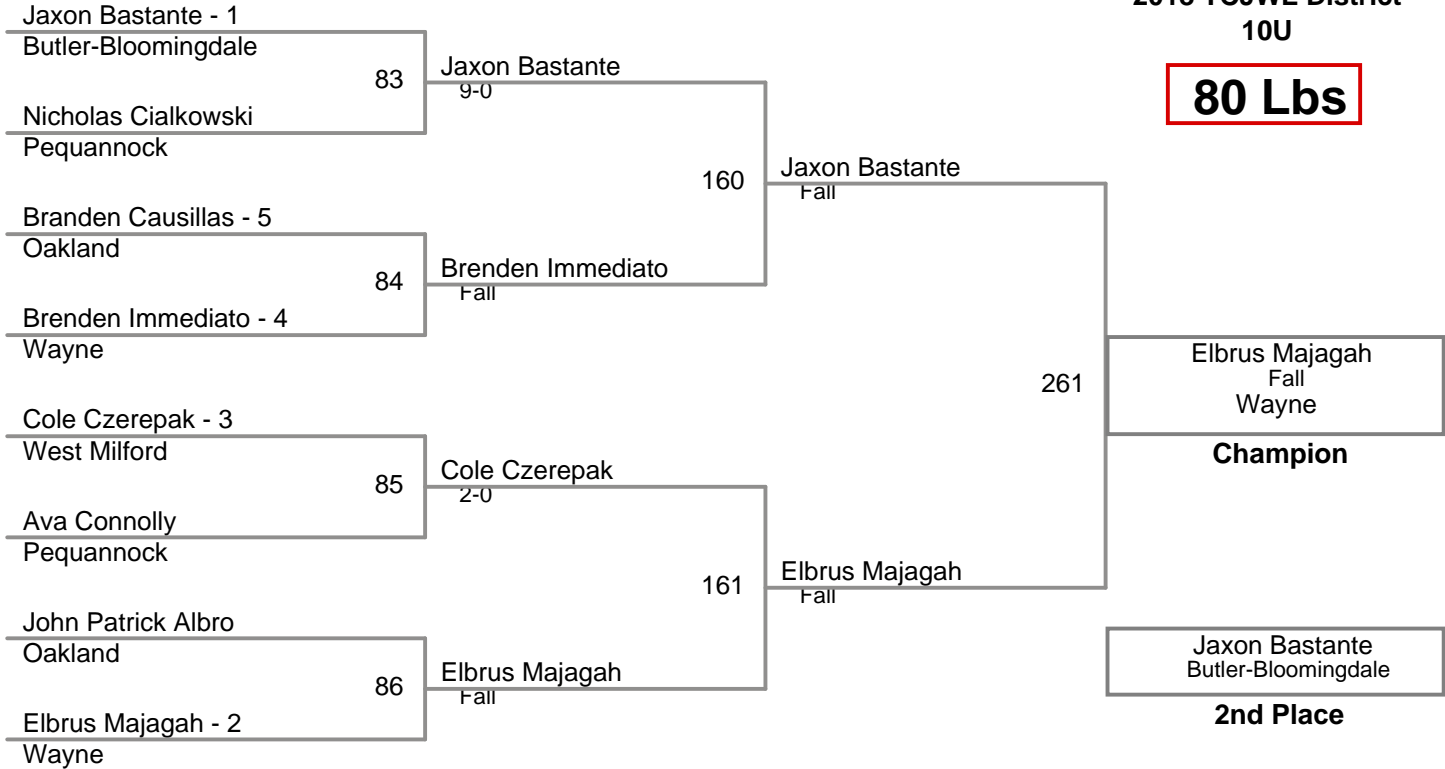 10U
80 Lbs
Jaxon Bastante - 1
Butler-Bloomingdale
83
Nicholas Cialkowski
Pequannock
Jaxon Bastante
9-0
Branden Causillas - 5
Oakland
84
Brenden Immediato - 4
Wayne
Brenden Immediato
Fall
160
Jaxon Bastante
Fall
Cole Czerepak - 3
West Milford
85
Ava Connolly
Pequannock
Cole Czerepak
2-0
John Patrick Albro
Oakland
86
Elbrus Majagah - 2
Wayne
Elbrus Majagah
Fall
161
Elbrus Majagah
Fall
261
Elbrus Majagah
Fall
Wayne
Champion
Jaxon Bastante
Butler-Bloomingdale
2nd Place